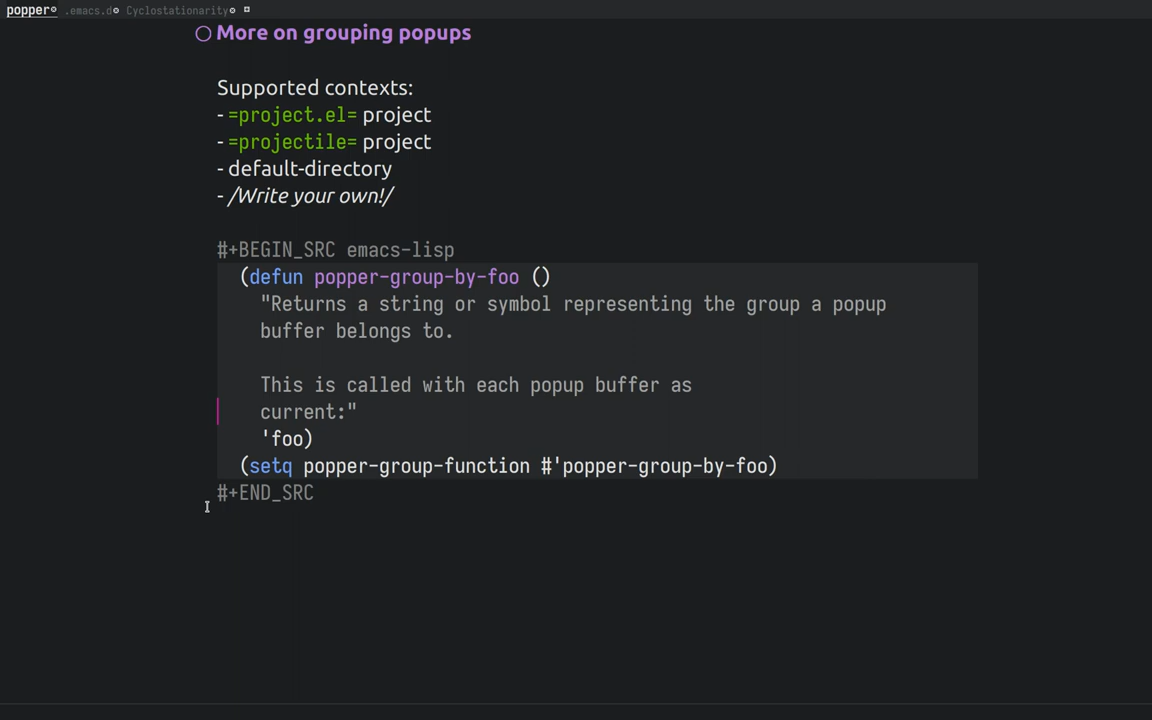 popper .emacs.d Cyclostationarity
More on grouping popups
Supported contexts:
- =project.el= project
- =projectile= project
- default-directory
- /Write your own!/
#+BEGIN_SRC emacs-lisp
(defun popper-group-by-foo ()
"Returns a string or symbol representing the group a popup
buffer belongs to.
This is called with each popup buffer as
current:"
'foo)
(setq popper-group-function #'popper-group-by-foo)
#+END_SRC